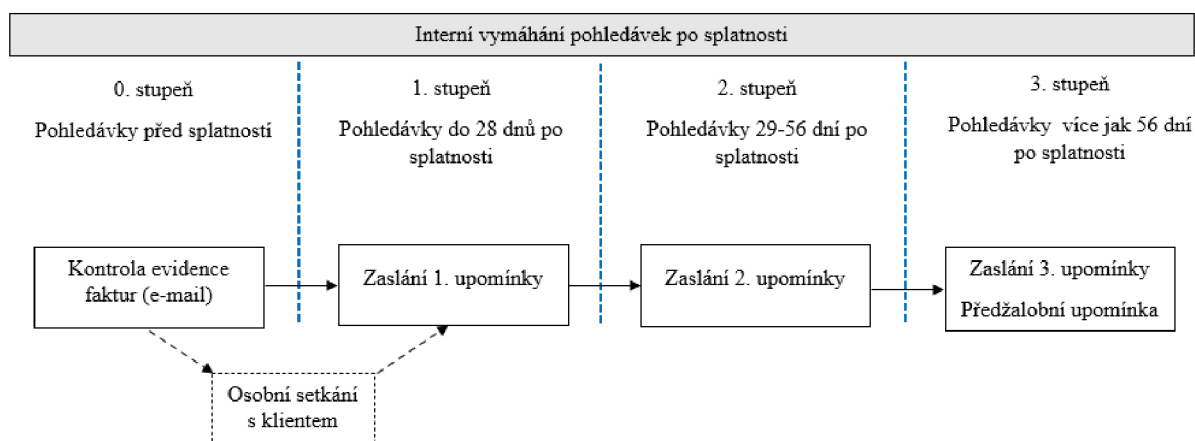 Interní vymáhání pohledávek po splatnosti
0. stupeň
Pohledávky před splatností
1. stupeň
Pohledávky do 28 dnů po
splatnosti
2. stupeň
Pohledávky 29-56 dní po
splatnosti
3. stupeň
Pohledávky více jak 56 dní
po splatnosti
Kontrola evidence
faktur (e-mail)
Zaslání 1. upomínky
Zaslání 2. upomínky
Zaslání 3. upomínky
Předžalobní upomínka
Osobní setkání
s klientem